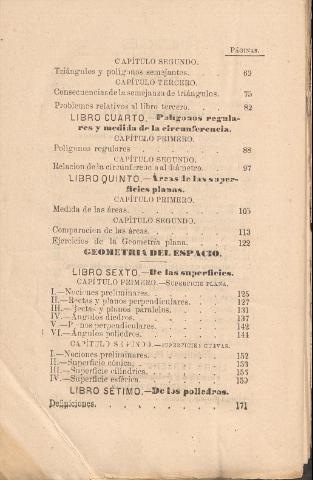 PÁGINAS.
CAPÍTULO SEGUNDO.
Triángulos y polígonos semejantes. . . . 69
CAPÍTULO TERCERO.
Consecuencias de la semejanza de triángulos. 75
Problemas relativos al libro tercero. . . . 82
LIBRO CUARTO.—Polígonos regula-
res y medida de la circunferencia.
CAPÍTULO PRIMERO.
Polígonos regulares . . . . . . 88
CAPÍTULO SEGUNDO.
Relacion de la circunferencia al diámetro. . 97
LIBRO QUINTO.—Áreas de las super-
ficies planas.
CAPÍTULO PRIMERO.
Medida de las áreas. . . . . . 105
CAPÍTULO SEGUNDO.
Comparacion de las áreas. . . . . 113
Ejercicios de la Geometría plana. . . . 122
GEOMETRIA DEL ESPACIO.
LIBRO SEXTO.—De las superficies.
CAPÍTULO PRIMERO.—SUPERFICIE PLANA.
I.—Nociones preliminares. . . . . 125
II.—Rectas y planos perpendiculares. . . 127
III.—Rectas y planos paralelos. . . . 131
IV.—Ángulos diedros. . . . . . 137
V.—Planos perpendiculares. . . . . 142
VI.—Ángulos poliedros. . . . . . 144
CAPÍTULO SEGUNDO.—SUPERFICIES CURVAS.
I.—Nociones preliminares. . . . . 152
II.—Superficie cónica. . . . . . 153
III.—Superficie cilíndrica. . . . . 156
IV.—Superficie esférica. . . . . . 159
LIBRO SÉTIMO.—De los poliedros.
Definiciones. . . . . . . 171